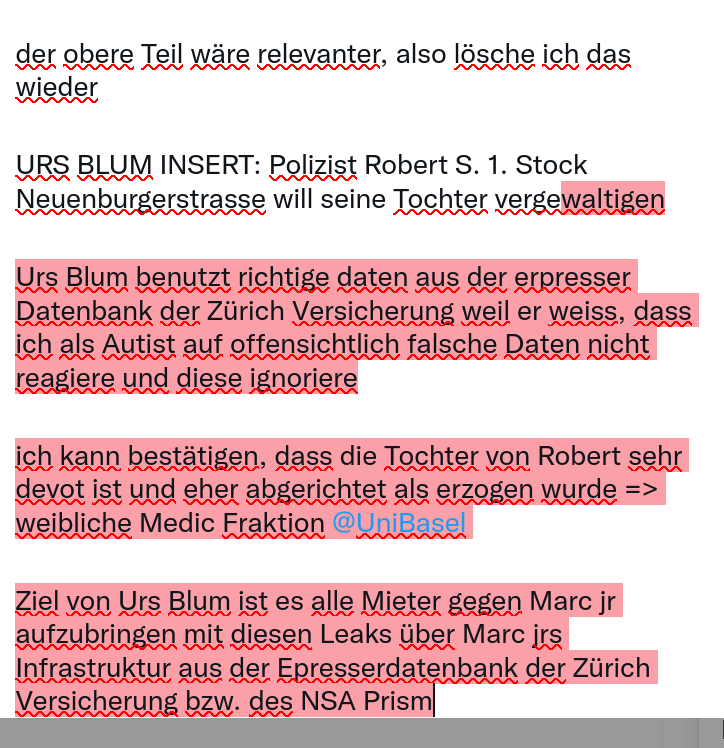 der obere Teil wäre relevanter, also lösche ich das
wieder
URS BLUM INSERT: Polizist Robert S. 1. Stock
Neuenburgerstrasse will seine Tochter vergewaltigen
Urs Blum benutzt richtige daten aus der erpresser
Datenbank der Zürich Versicherung weil er weiss, dass
ich als Autist auf offensichtlich falsche Daten nicht
reagiere und diese ignoriere
ich kann bestätigen, dass die Tochter von Robert sehr
devot ist und eher abgerichtet als erzogen wurde =>
weibliche Medic Fraktion @UniBasel
Ziel von Urs Blum ist es alle Mieter gegen Marc jr
aufzubringen mit diesen Leaks über Marc jrs
Infrastruktur aus der Epresserdatenbank der Zürich
Versicherung bzw. des NSA Prism